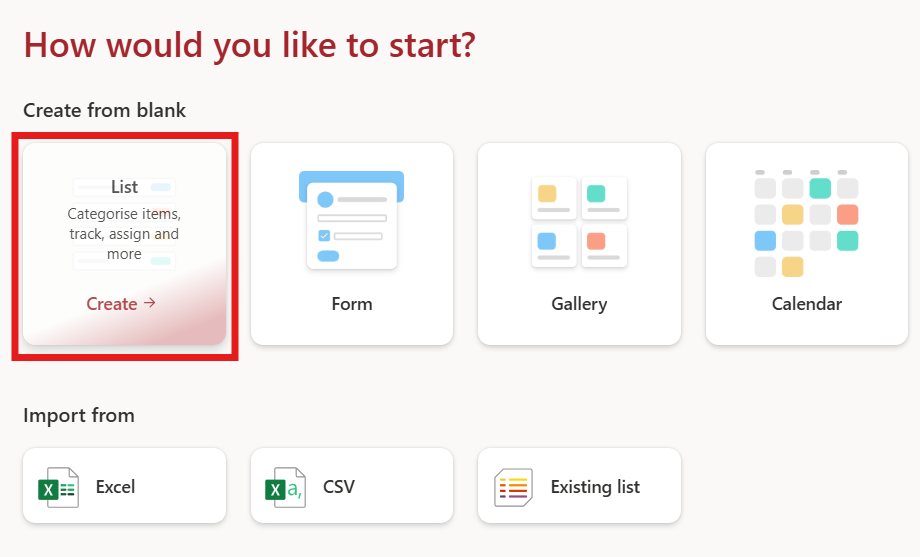 How would you like to start?
Create from blank
List
Categorise items,
track, assign and
more
Create →
Form
Gallery
Calendar
Import from
X
Excel
X a,
CSV
Existing list